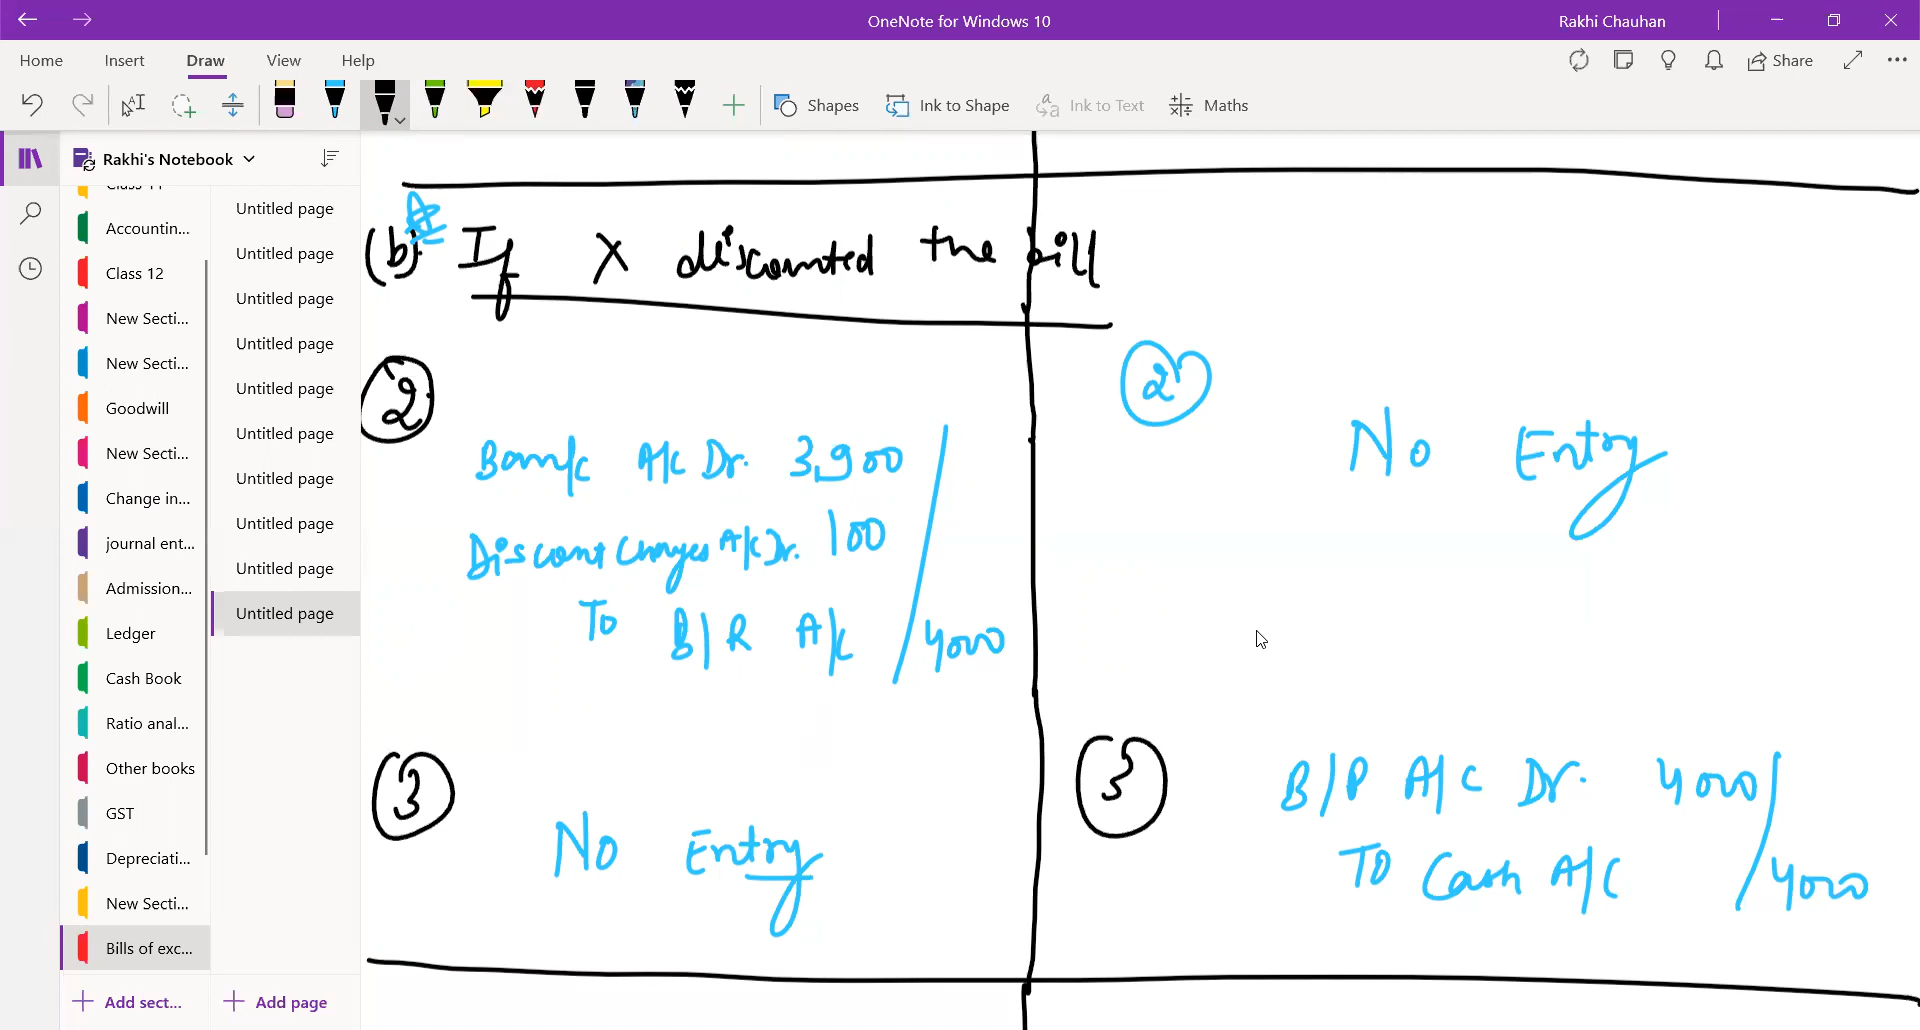 OneNote for Windows 10
Rakhi Chauhan
Home Insert Draw View Help
Share
Shapes Ink to Shape Ink to Text Maths
Rakhi's Notebook
Class 11
Accountin...
Class 12
New Secti...
New Secti...
Goodwill
New Secti...
Change in...
journal ent...
Admission...
Ledger
Cash Book
Ratio anal...
Other books
GST
Depreciati...
New Secti...
Bills of exc...
Add sect...
Untitled page
Untitled page
Untitled page
Untitled page
Untitled page
Untitled page
Untitled page
Untitled page
Untitled page
Untitled page
Add page
(b). If X discounted the bill
2.
Bank A/c Dr. 3,900
Discount Charges A/c Dr. 100
To B/R A/c 4000
3
No Entry
2
No Entry
3
B/P A/C Dr. 4000
To Cash A/C 4000